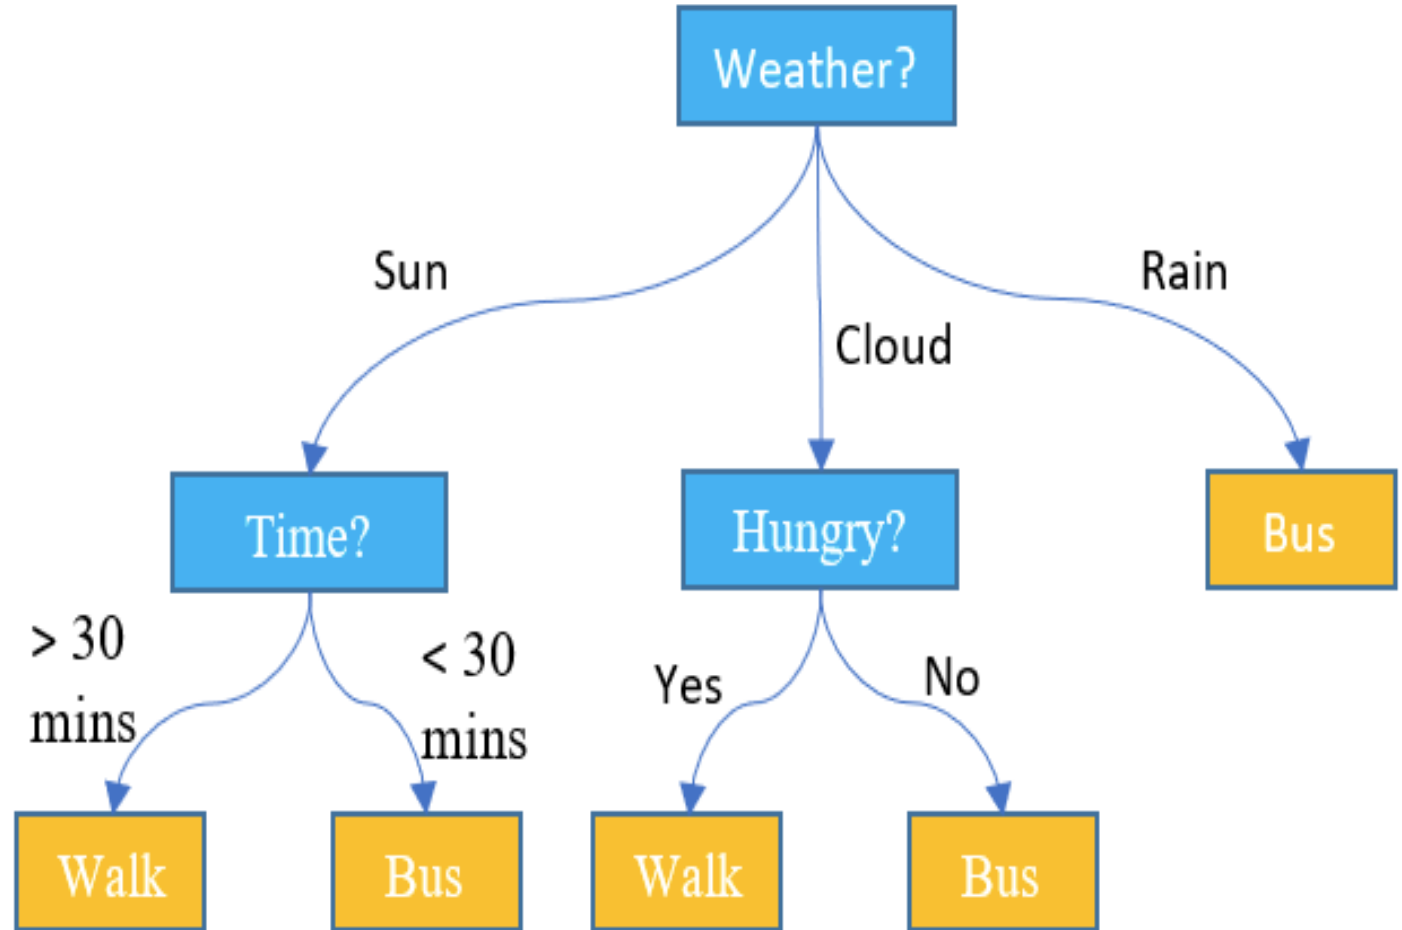 Weather?
Sun
Cloud
Rain
Time?
Hungry?
Bus
> 30
mins
< 30
mins
Yes
No
Walk
Bus
Walk
Bus